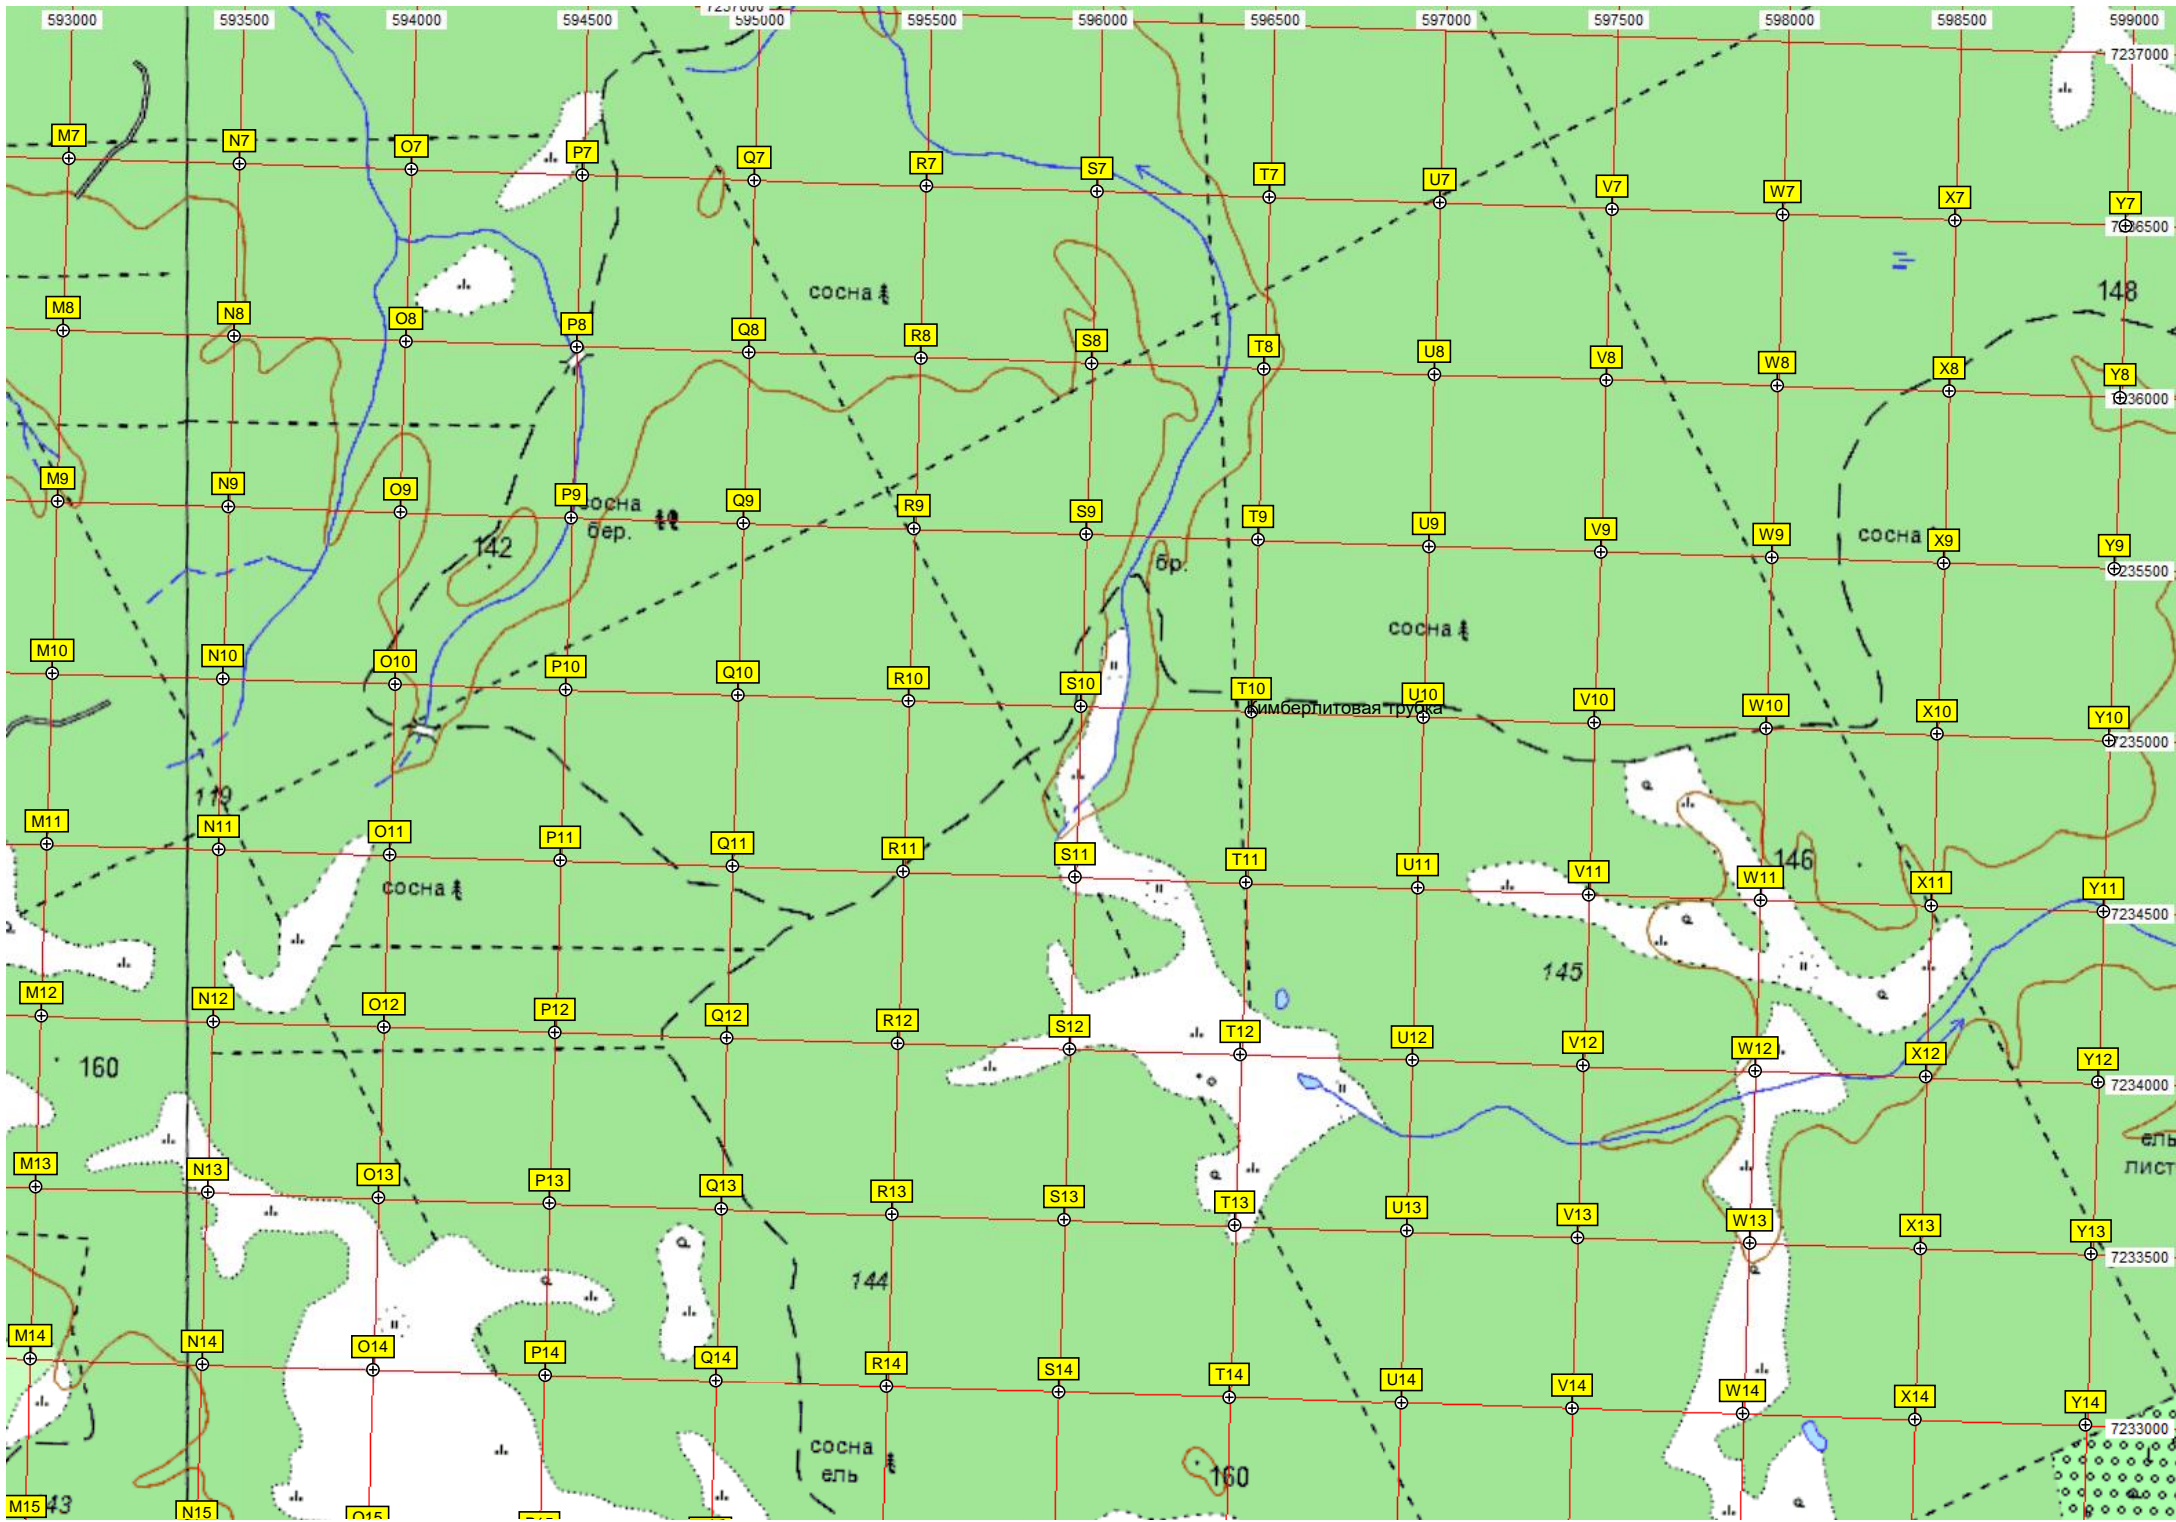 593000 593500 594000 594500 595000 595500 596000 596500 597000 597500 598000 598500 599000
7237000
7237000
M7 N7 O7 P7 Q7 R7 S7 T7 U7 V7 W7 X7 Y7
7236500
сосна
148
M8 N8 O8 P8 Q8 R8 S8 T8 U8 V8 W8 X8 Y8
7236000
M9 N9 O9 P9 Q9 R9 S9 T9 U9 V9 W9 X9 Y9
сосна
бер.
142
сосна
бр.
7235500
сосна
M10 N10 O10 P10 Q10 R10 S10 T10 U10 V10 W10 X10 Y10
Кимберлитовая трубка
7235000
119
M11 N11 O11 P11 Q11 R11 S11 T11 U11 V11 W11 X11 Y11
146
сосна
7234500
145
M12 N12 O12 P12 Q12 R12 S12 T12 U12 V12 W12 X12 Y12
160
7234000
ель
лист
M13 N13 O13 P13 Q13 R13 S13 T13 U13 V13 W13 X13 Y13
7233500
144
M14 N14 O14 P14 Q14 R14 S14 T14 U14 V14 W14 X14 Y14
7233000
сосна
ель
160
M15 43 N15 O15